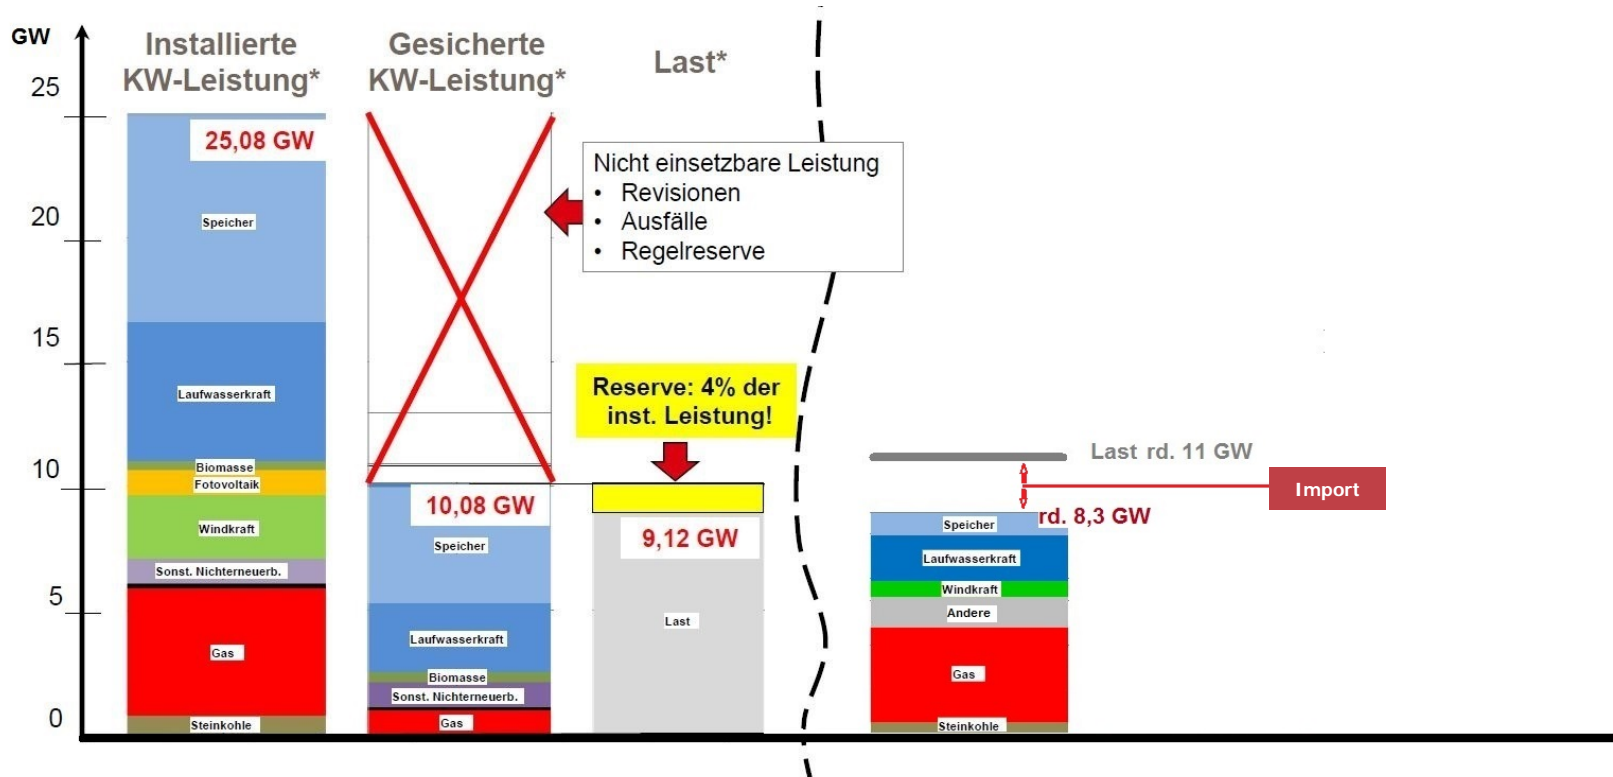 GW
25
20
15
10
5
0
Installierte
KW-Leistung*
25,08 GW
Speicher
Laufwasserkraft
Biomasse
Fotovoltaik
Windkraft
Sonst. Nichterneuerb.
Gas
Steinkohle
Gesicherte
KW-Leistung*
10,08 GW
Speicher
Laufwasserkraft
Biomasse
Sonst. Nichterneuerb.
Gas
Nicht einsetzbare Leistung
• Revisionen
• Ausfälle
• Regelreserve
Last*
Reserve: 4% der
inst. Leistung!
9,12 GW
Last
Last rd. 11 GW
Import
rd. 8,3 GW
Speicher
Laufwasserkraft
Windkraft
Andere
Gas
Steinkohle